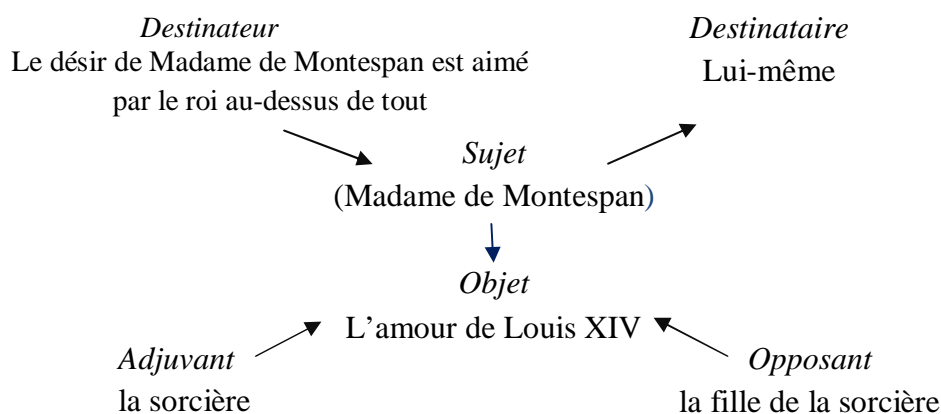 Destinateur
Le désir de Madame de Montespan est aimé
par le roi au-dessus de tout
Destinataire
Lui-même
Sujet
(Madame de Montespan)
Objet
L’amour de Louis XIV
Adjuvant
la sorcière
Opposant
la fille de la sorcière